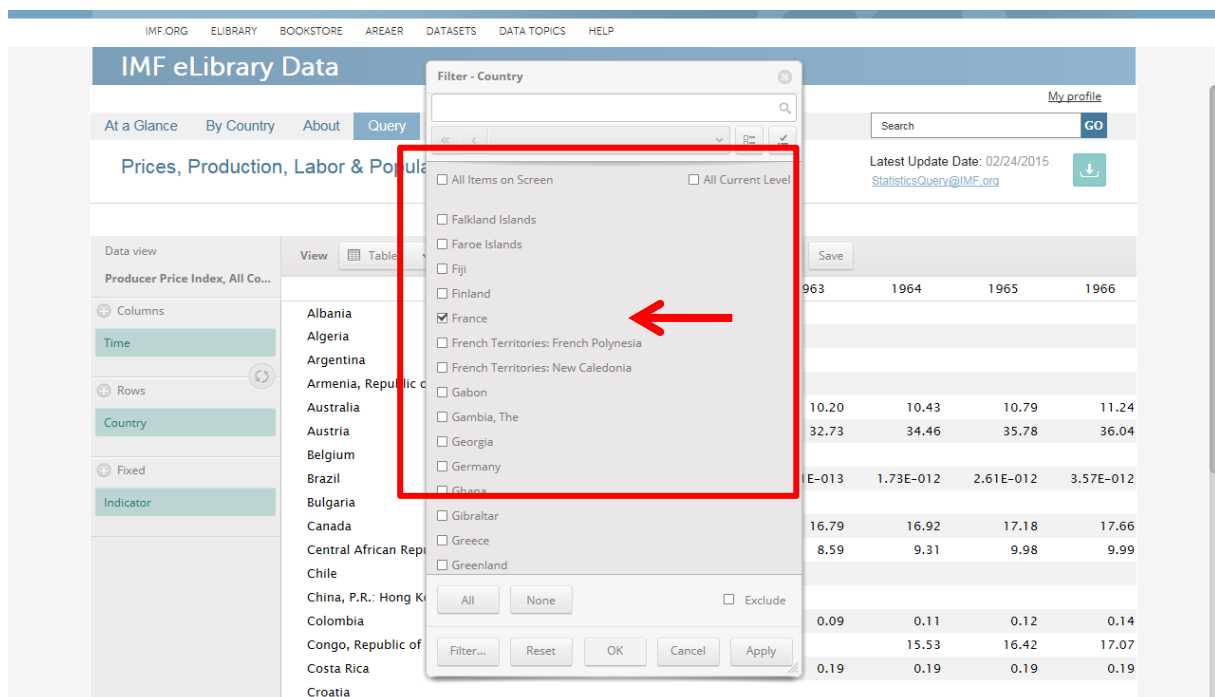 IMF.ORG ELIBRARY BOOKSTORE AREAER DATASETS DATA TOPICS HELP
IMF eLibrary Data
My profile
At a Glance By Country About Query
Search GO
Prices, Production, Labor & Popula
Latest Update Date: 02/24/2015
StatisticsQuery@IMF.org
Data view
Producer Price Index, All Co...
Columns
Time
Rows
Country
Fixed
Indicator
View Table Save
963 1964 1965 1966
Albania
Algeria
Argentina
Armenia, Republic o
Australia 10.20 10.43 10.79 11.24
Austria 32.73 34.46 35.78 36.04
Belgium
Brazil 1E-013 1.73E-012 2.61E-012 3.57E-012
Bulgaria
Canada 16.79 16.92 17.18 17.66
Central African Repu 8.59 9.31 9.98 9.99
Chile
China, P.R.: Hong Ko
Colombia 0.09 0.11 0.12 0.14
Congo, Republic of 15.53 16.42 17.07
Costa Rica 0.19 0.19 0.19 0.19
Croatia
Filter - Country
All Items on Screen All Current Level
Falkland Islands
Faroe Islands
Fiji
Finland
France
French Territories: French Polynesia
French Territories: New Caledonia
Gabon
Gambia, The
Georgia
Germany
Ghana
Gibraltar
Greece
Greenland
All None Exclude
Filter... Reset OK Cancel Apply